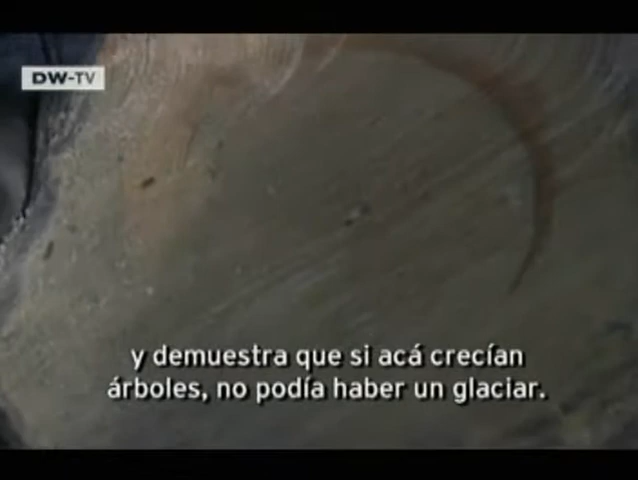 DW-TV
y demuestra que si acá crecían
árboles, no podía haber un glaciar.